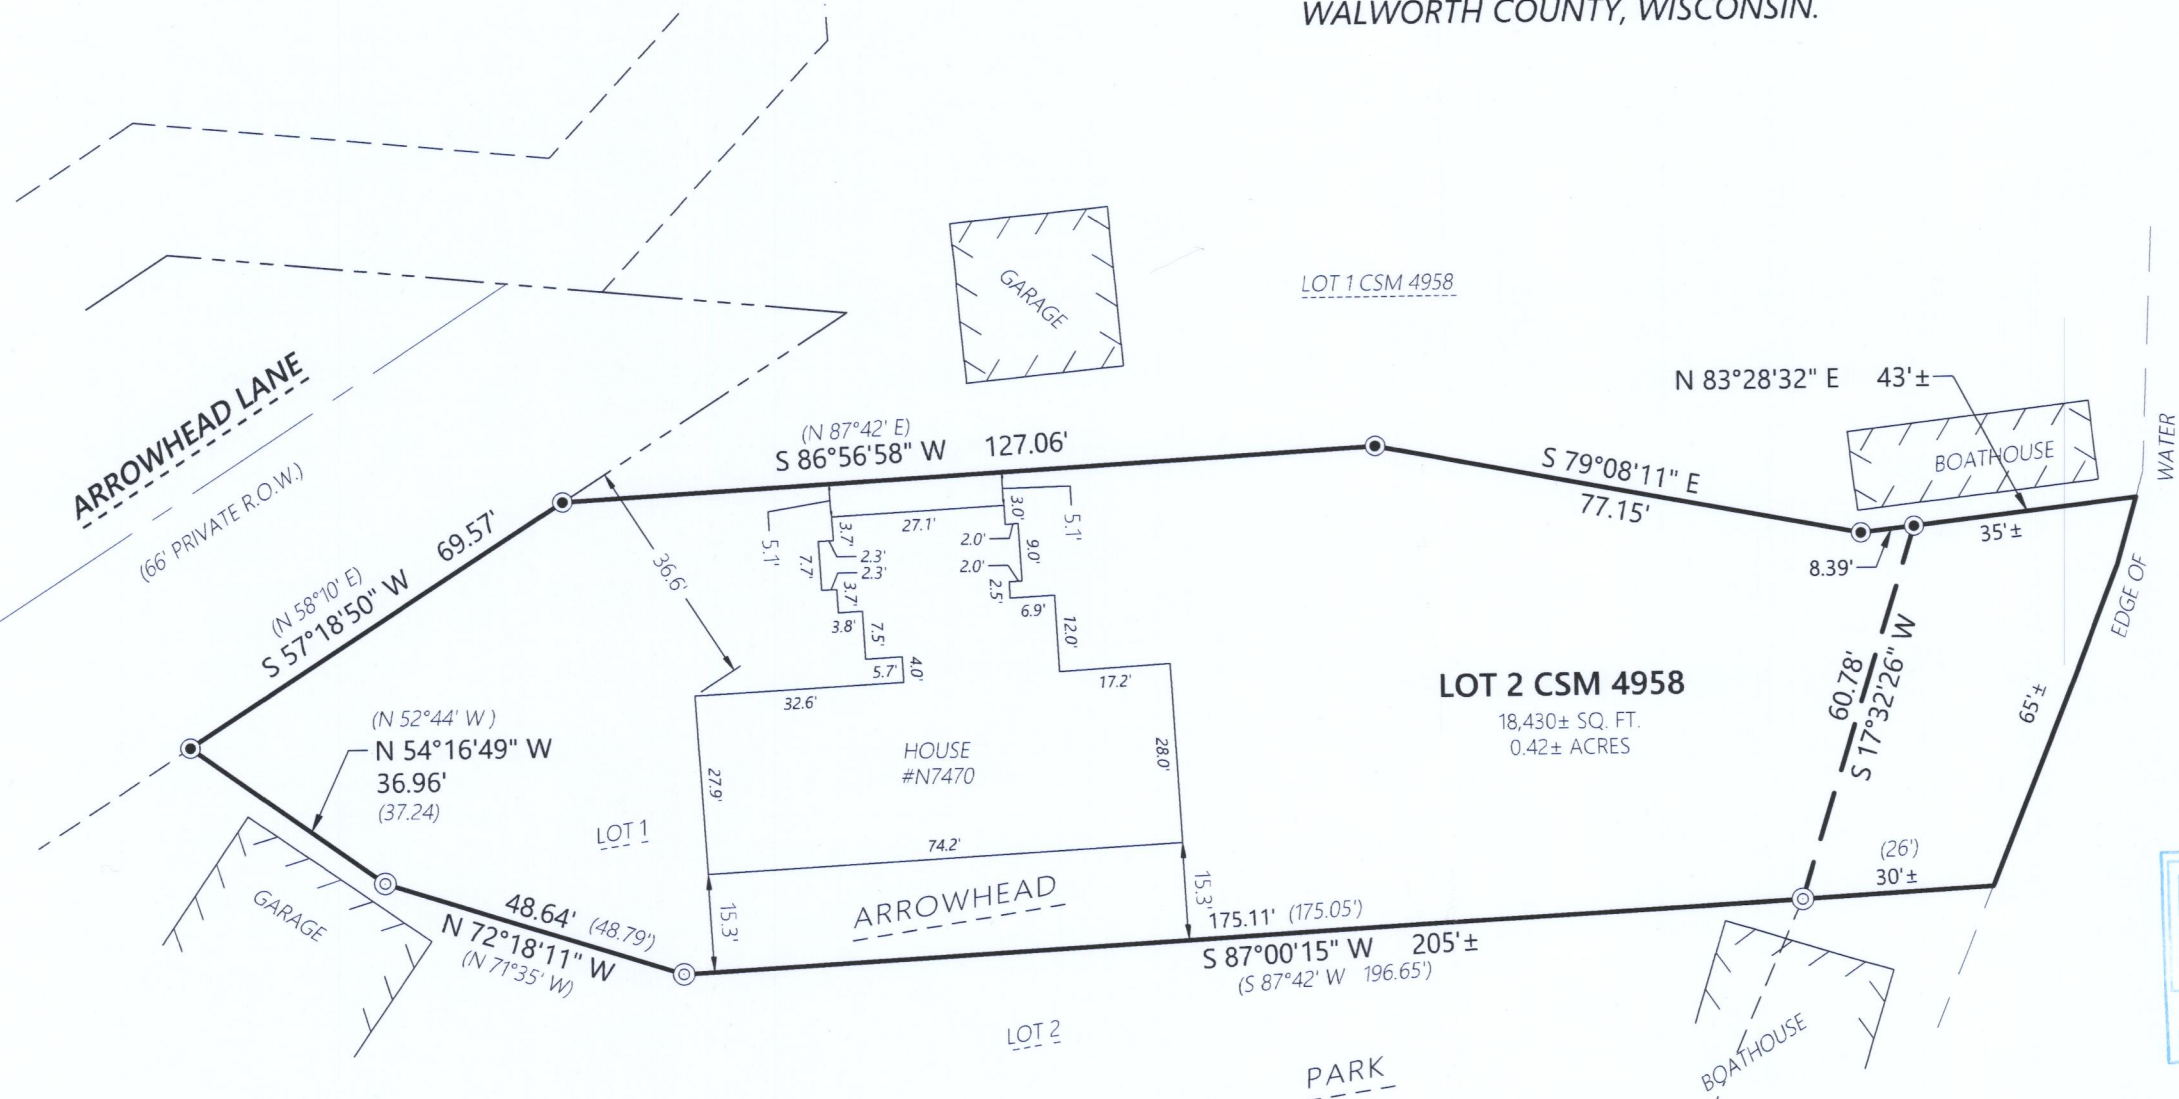 WALWORTH COUNTY, WISCONSIN.
GARAGE
LOT 1 CSM 4958
ARROWHEAD LANE
(66' PRIVATE R.O.W.)
N 83°28'32" E 43'±
BOATHOUSE
WATER
EDGE OF
(N 87°42' E)
S 86°56'58" W 127.06'
S 79°08'11" E
77.15'
35'±
8.39'
69.57'
(N 58°10' E)
S 57°18'50" W
36.6'
5.1'
3.7'
27.1'
3.0'
5.1'
7.7'
2.3'
2.3'
2.0'
2.0'
9.0'
3.7'
2.5'
6.9'
3.8'
7.5'
12.0'
5.7'
4.0'
17.2'
32.6'
LOT 2 CSM 4958
18,430± SQ. FT.
0.42± ACRES
60.78'
S 17°32'26" W
65'±
(N 52°44' W )
N 54°16'49" W
36.96'
(37.24)
HOUSE
#N7470
27.9'
28.0'
LOT 1
74.2'
(26')
30'±
GARAGE
48.64' (48.79')
N 72°18'11" W
(N 71°35' W)
15.3'
ARROWHEAD
15.3'
175.11' (175.05')
S 87°00'15" W 205'±
(S 87°42' W 196.65')
LOT 2
PARK
BOATHOUSE